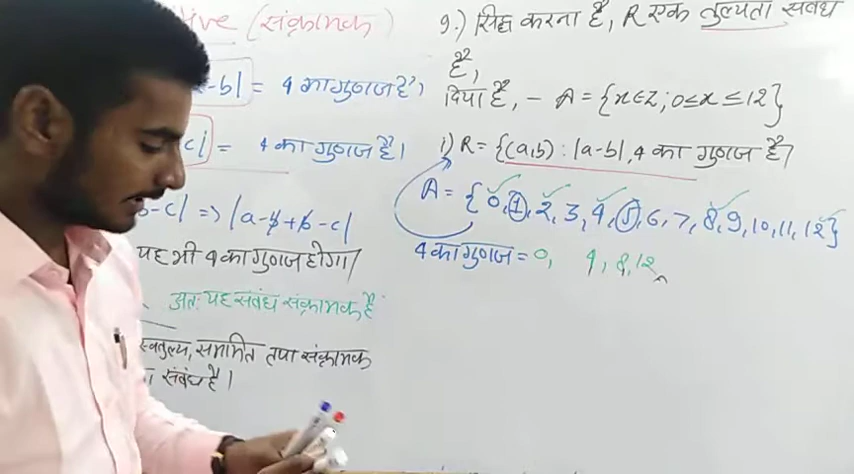 tive (संक्रामक)
-b| = 4 का गुणज है।
c| = 4 का गुणज है।
b-c| => |a-b+b-c|
यह भी 4 का गुणज होगा।
अतः यह संबंध संक्रामक है
स्वतुल्य, सममित तथा संक्रामक
संबंध है।
9.) सिद्ध करना है, R एक तुल्यता संबंध
है,
दिया है, - A = {x∈Z; 0≤x≤12}
i) R = {(a,b) : |a-b|, 4 का गुणज है}
A = {0, 1, 2, 3, 4, 5, 6, 7, 8, 9, 10, 11, 12}
4 का गुणज = 0, 4, 8, 12